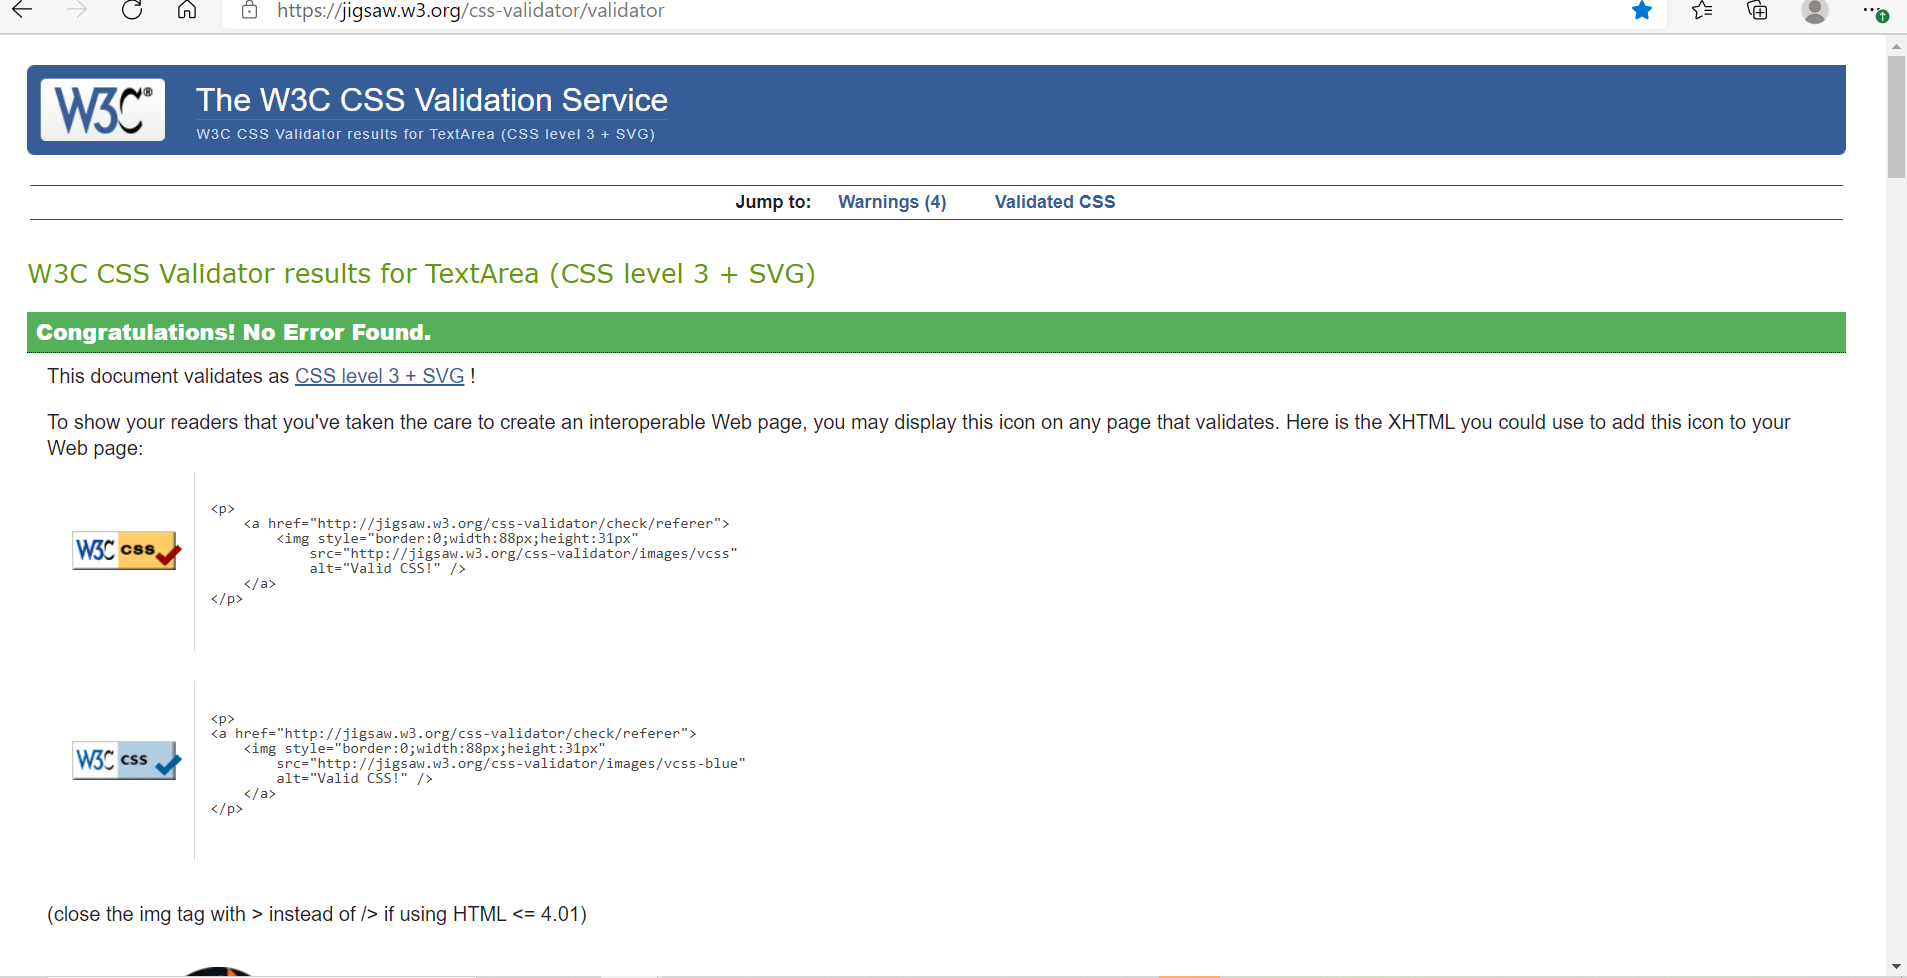 https://jigsaw.w3.org/css-validator/validator
W3C®
The W3C CSS Validation Service
W3C CSS Validator results for TextArea (CSS level 3 + SVG)
Jump to: Warnings (4) Validated CSS
W3C CSS Validator results for TextArea (CSS level 3 + SVG)
Congratulations! No Error Found.
This document validates as CSS level 3 + SVG !
To show your readers that you've taken the care to create an interoperable Web page, you may display this icon on any page that validates. Here is the XHTML you could use to add this icon to your
Web page:
W3C css
<p>
<a href="http://jigsaw.w3.org/css-validator/check/referer">
<img style="border:0;width:88px;height:31px"
src="http://jigsaw.w3.org/css-validator/images/vcss"
alt="Valid CSS!" />
</a>
</p>
W3C css
<p>
<a href="http://jigsaw.w3.org/css-validator/check/referer">
<img style="border:0;width:88px;height:31px"
src="http://jigsaw.w3.org/css-validator/images/vcss-blue"
alt="Valid CSS!" />
</a>
</p>
(close the img tag with > instead of /> if using HTML <= 4.01)